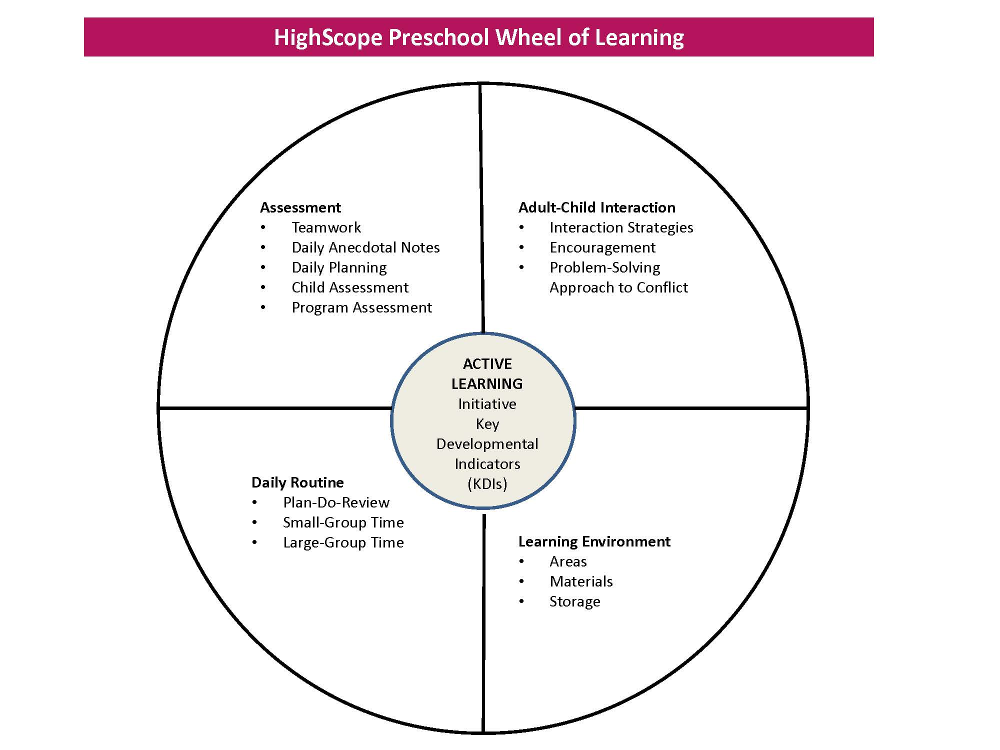 HighScope Preschool Wheel of Learning
Assessment
• Teamwork
• Daily Anecdotal Notes
• Daily Planning
• Child Assessment
• Program Assessment
Adult-Child Interaction
• Interaction Strategies
• Encouragement
• Problem-Solving
Approach to Conflict
ACTIVE
LEARNING
Initiative
Key
Developmental
Indicators
(KDIs)
Daily Routine
• Plan-Do-Review
• Small-Group Time
• Large-Group Time
Learning Environment
• Areas
• Materials
• Storage